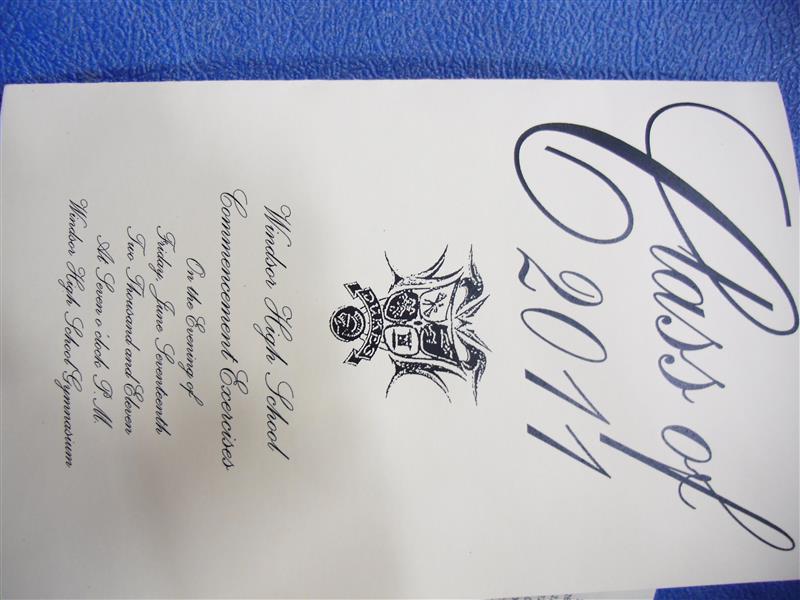 Class of
2011
Windsor High School
Commencement Exercises
On the Evening of
Friday, June Seventeenth
Two Thousand and Eleven
At Seven o'clock P.M.
Windsor High School Gymnasium